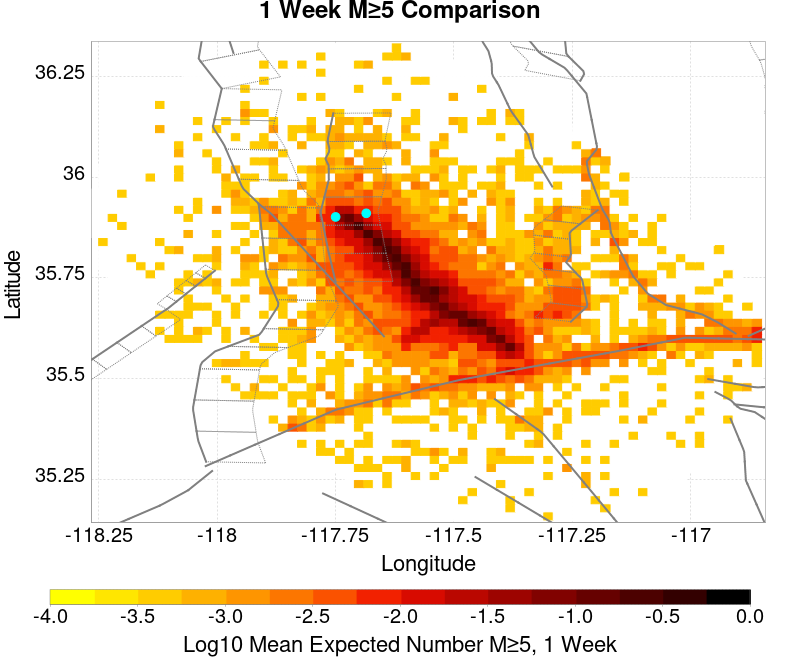 1 Week M≥5 Comparison
36.25
36
35.75
35.5
35.25
Latitude
-118.25 -118 -117.75 -117.5 -117.25 -117
Longitude
-4.0 -3.5 -3.0 -2.5 -2.0 -1.5 -1.0 -0.5 0.0
Log10 Mean Expected Number M≥5, 1 Week